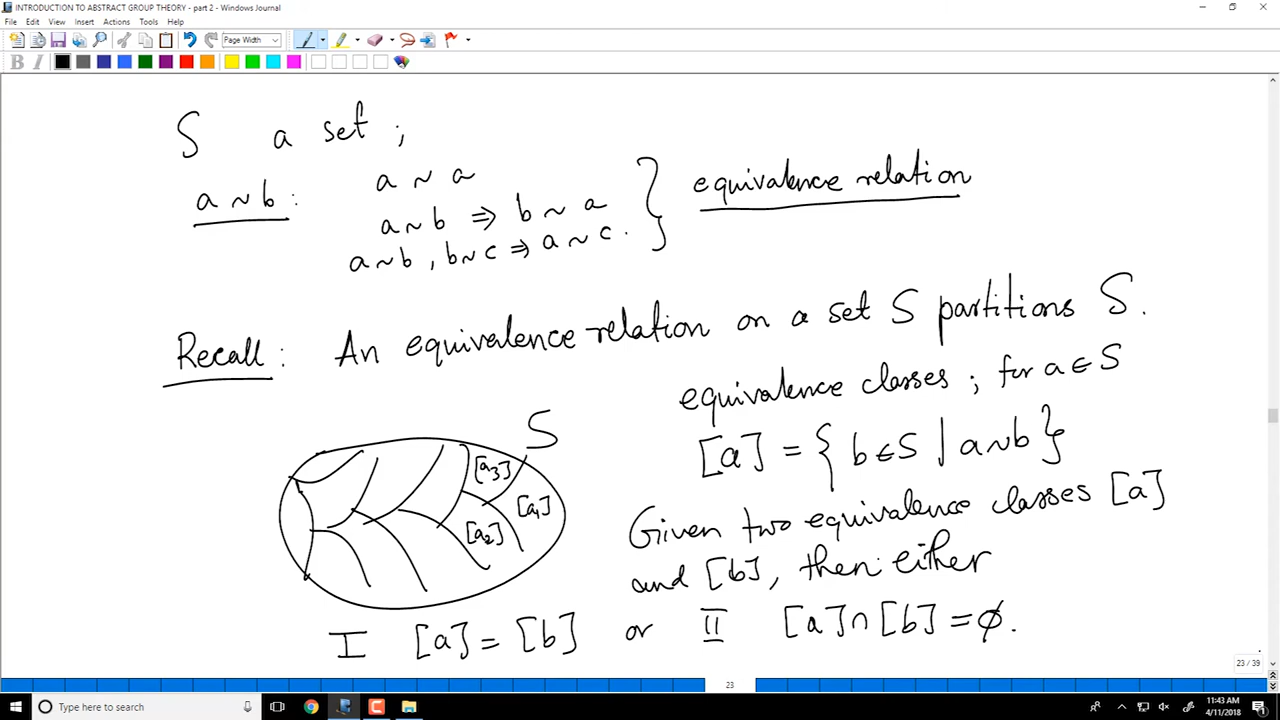 INTRODUCTION TO ABSTRACT GROUP THEORY - part 2 - Windows Journal
File Edit View Insert Actions Tools Help
Page Width
B I
S a set ;
a ~ b : a ~ a
a ~ b ⇒ b ~ a
a ~ b , b ~ c ⇒ a ~ c .
} equivalence relation
Recall : An equivalence relation on a set S partitions S .
equivalence classes ; for a ∈ S
S
[a] = { b ∈ S | a ~ b }
[a3]
[a1]
[a2]
Given two equivalence classes [a]
and [b], then either
I [a] = [b] or II [a] ∩ [b] = ϕ .
23 / 39
23
Type here to search
11:43 AM
4/11/2018